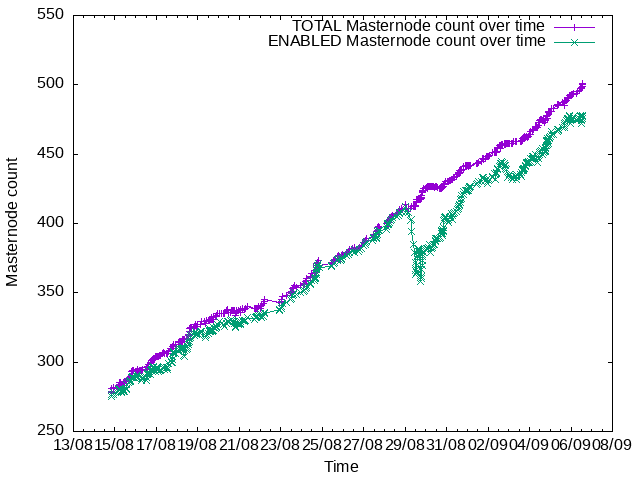 550
TOTAL Masternode count over time
ENABLED Masternode count over time
500
450
400
350
300
250
Masternode count
13/08 15/08 17/08 19/08 21/08 23/08 25/08 27/08 29/08 31/08 02/09 04/09 06/09 08/09
Time